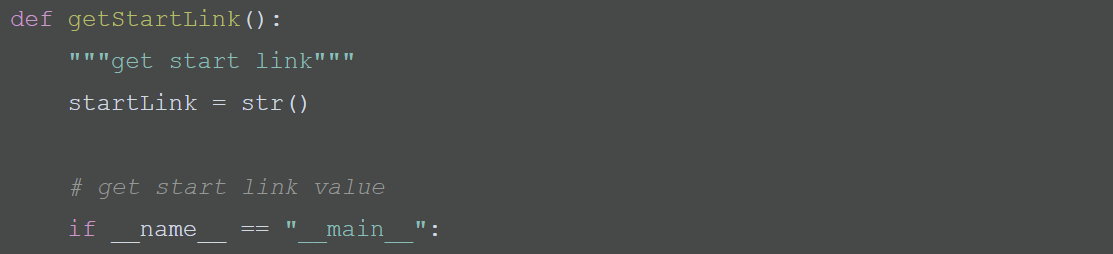 def getStartLink():
    """get start link"""
    startLink = str()
    # get start link value
    if __name__ == "__main__":